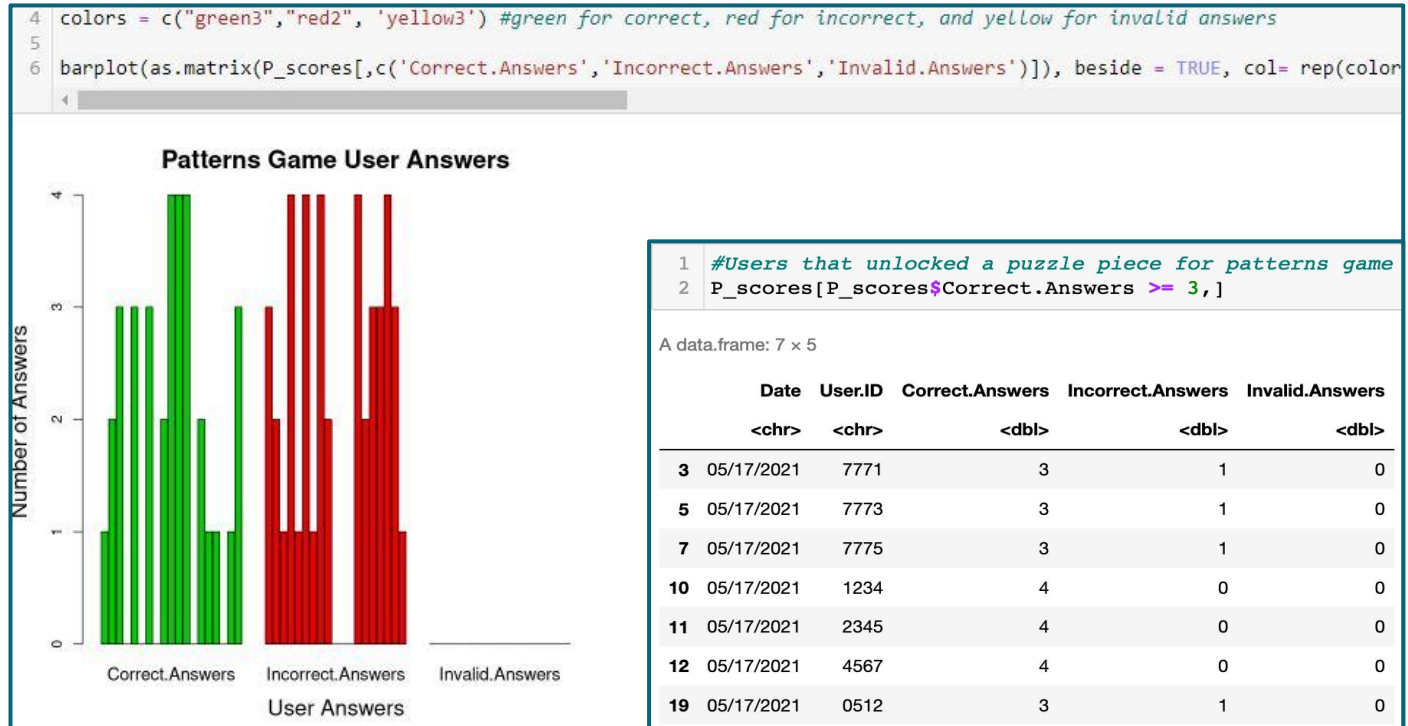 4 colors = c("green3","red2", 'yellow3') #green for correct, red for incorrect, and yellow for invalid answers
5
6 barplot(as.matrix(P_scores[,c('Correct.Answers','Incorrect.Answers','Invalid.Answers')]), beside = TRUE, col= rep(color
Patterns Game User Answers
Number of Answers
4
3
2
1
0
Correct.Answers Incorrect.Answers Invalid.Answers
User Answers
1 #Users that unlocked a puzzle piece for patterns game
2 P_scores[P_scores$Correct.Answers >= 3,]
A data.frame: 7 × 5
Date User.ID Correct.Answers Incorrect.Answers Invalid.Answers
<chr> <chr> <dbl> <dbl> <dbl>
3 05/17/2021 7771 3 1 0
5 05/17/2021 7773 3 1 0
7 05/17/2021 7775 3 1 0
10 05/17/2021 1234 4 0 0
11 05/17/2021 2345 4 0 0
12 05/17/2021 4567 4 0 0
19 05/17/2021 0512 3 1 0